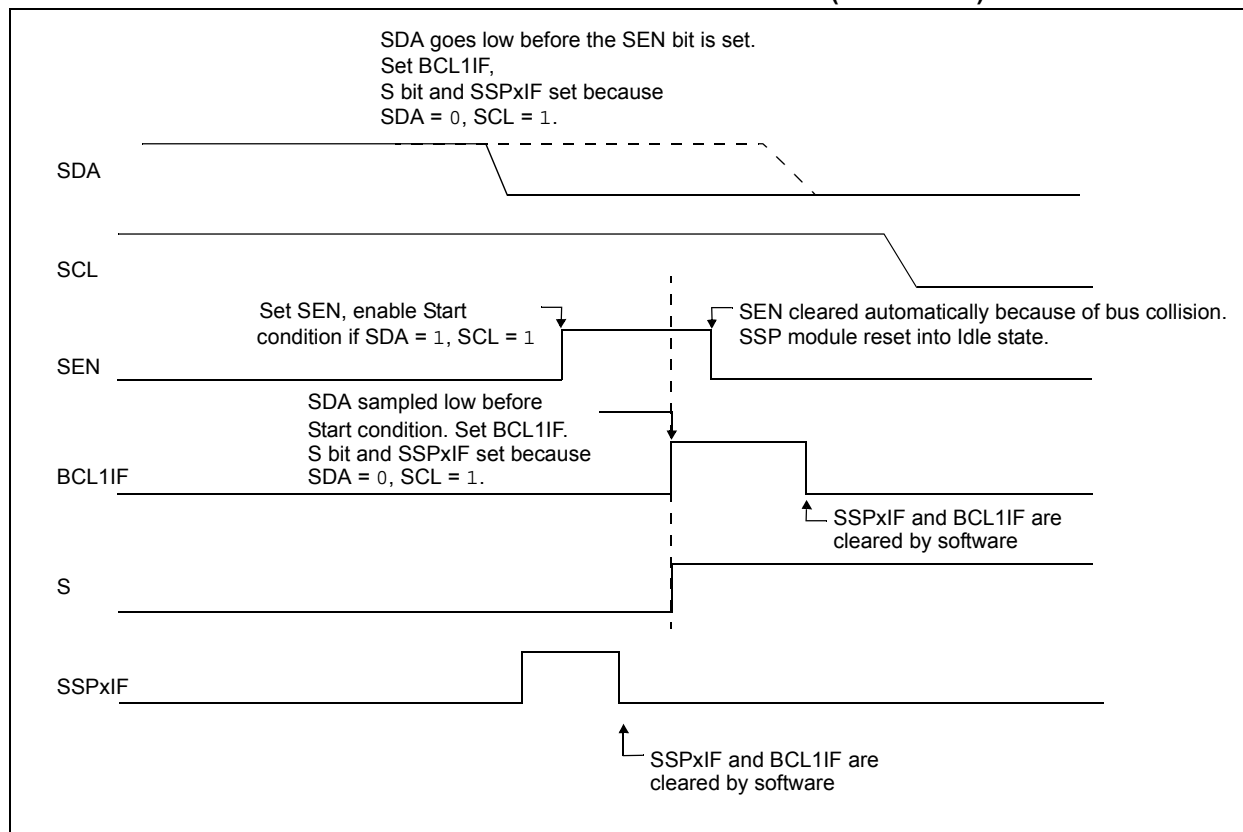 SDA goes low before the SEN bit is set.
Set BCL1IF,
S bit and SSPxIF set because
SDA = 0, SCL = 1.
SDA
SCL
Set SEN, enable Start
condition if SDA = 1, SCL = 1
SEN cleared automatically because of bus collision.
SSP module reset into Idle state.
SEN
SDA sampled low before
Start condition. Set BCL1IF.
S bit and SSPxIF set because
SDA = 0, SCL = 1.
BCL1IF
SSPxIF and BCL1IF are
cleared by software
S
SSPxIF
SSPxIF and BCL1IF are
cleared by software